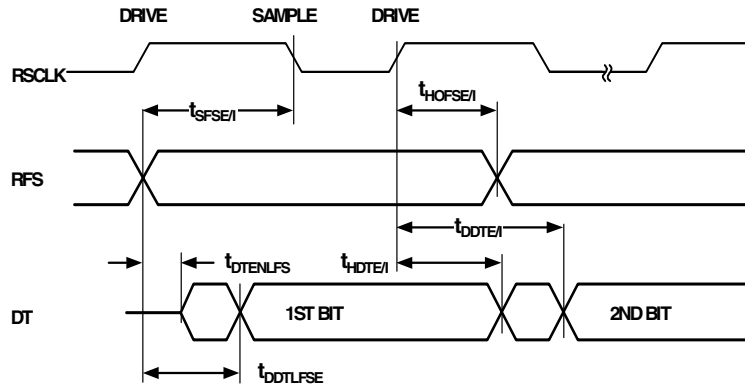 DRIVE SAMPLE DRIVE
RSCLK
tSFSE/I
tHOFSE/I
RFS
tDDTE/I
tDTENLFS
tHDTE/I
DT
1ST BIT
2ND BIT
tDDTLFSE